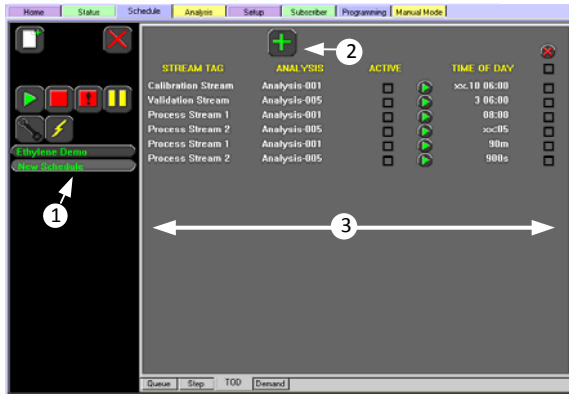 Home Status Schedule Analysis Setup Subscriber Programming Manual Mode
2
STREAM TAG ANALYSIS ACTIVE TIME OF DAY
Calibration Stream Analysis-001 xx:10 06:00
Validation Stream Analysis-005 3 06:00
Process Stream 1 Analysis-001 08:00
Process Stream 2 Analysis-005 xx:05
Process Stream 1 Analysis-001 90m
Process Stream 2 Analysis-005 900s
Ethylene Demo
New Schedule
1
3
Queue Step TOD Demand